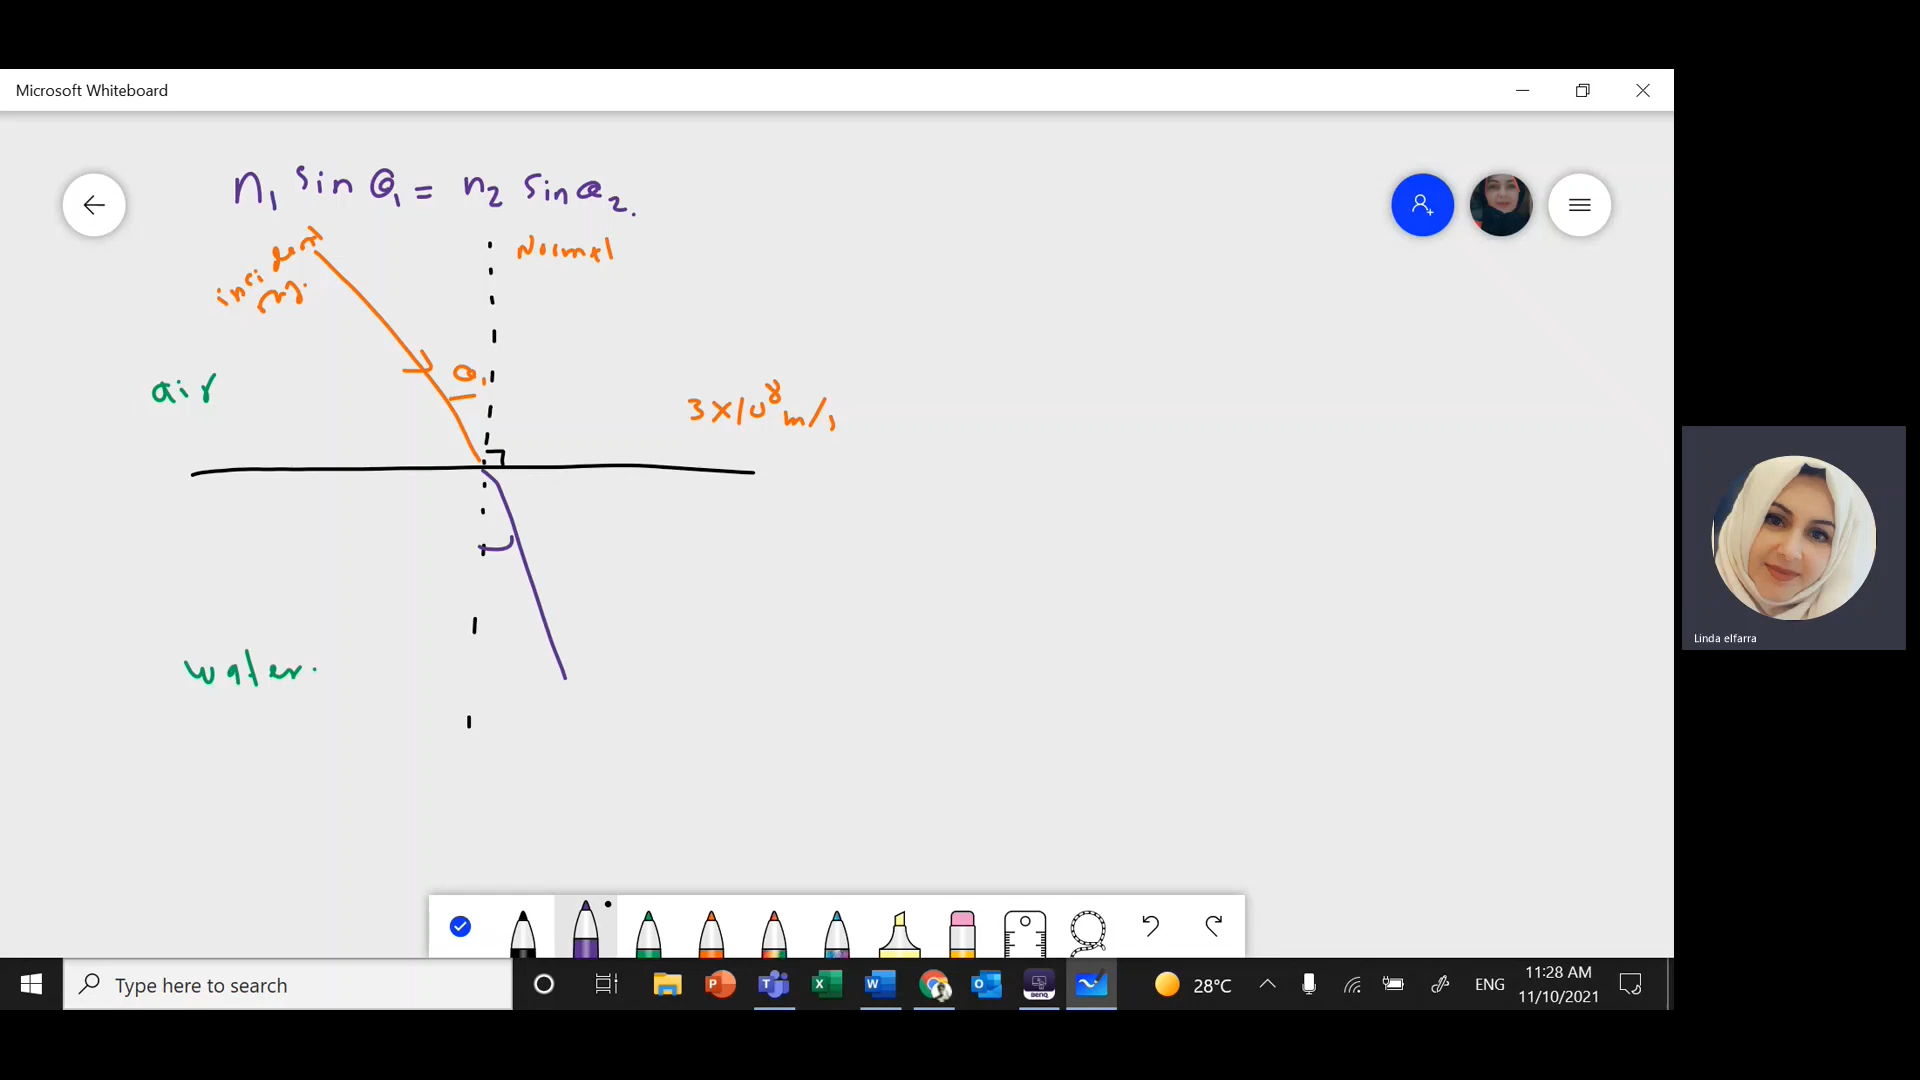 Microsoft Whiteboard
n₁ sin θ₁ = n₂ sin θ₂.
Normal
incident
ray.
θ₁
air
3×10⁸ m/s
water.
Linda elfarra
Type here to search
28°C
ENG
11:28 AM
11/10/2021
BENQ